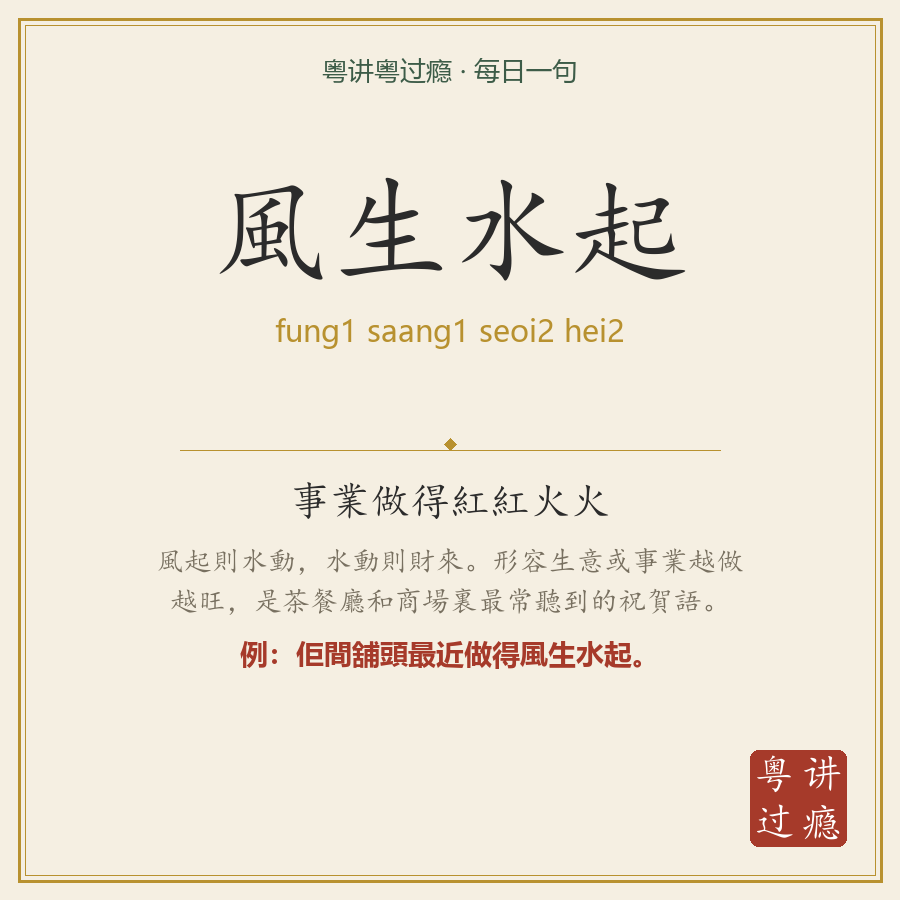 粤讲粤过瘾 · 每日一句
風生水起
fung1 saang1 seoi2 hei2
事業做得紅紅火火
風起則水動，水動則財來。形容生意或事業越做
越旺，是茶餐廳和商場裏最常聽到的祝賀語。
例：佢間舖頭最近做得風生水起。
粤讲
过瘾